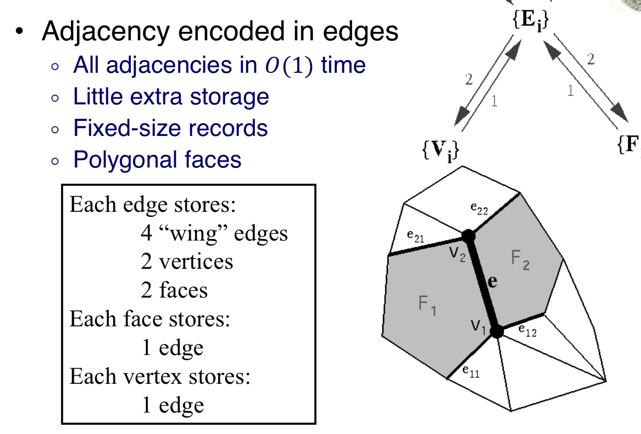 • Adjacency encoded in edges
◦ All adjacencies in O(1) time
◦ Little extra storage
◦ Fixed-size records
◦ Polygonal faces
Each edge stores:
4 “wing” edges
2 vertices
2 faces
Each face stores:
1 edge
Each vertex stores:
1 edge
{Eᵢ}
2
1
2
1
{Vᵢ}
{F
e₂₂
e₂₁
V₂
F₂
e
F₁
V₁
e₁₂
e₁₁